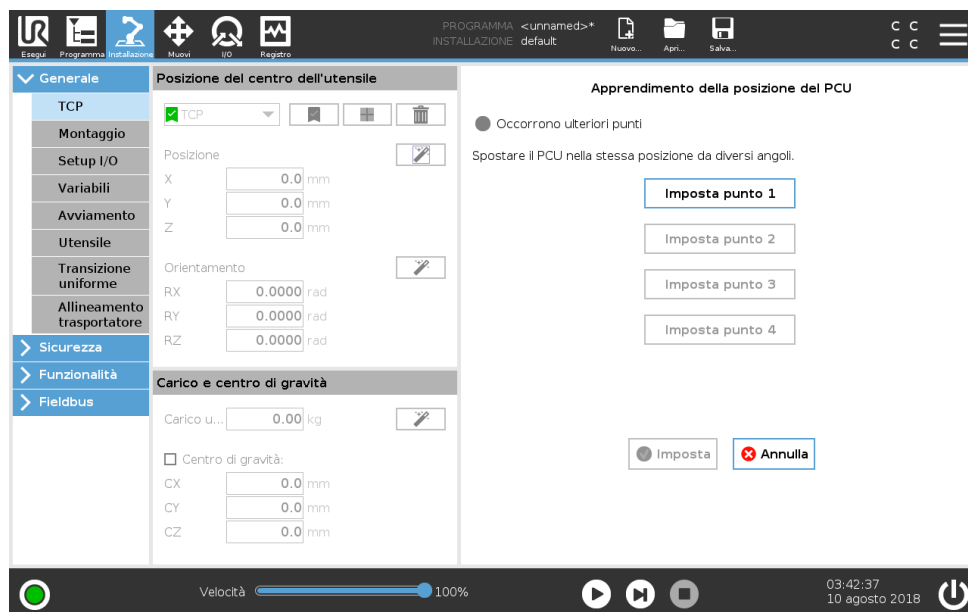 PROGRAMMA <unnamed>*
INSTALLAZIONE default
Esegui Programma Installazione Muovi I/O Registro
Nuovo... Apri... Salva...
C C
C C
Generale
TCP
Montaggio
Setup I/O
Variabili
Avviamento
Utensile
Transizione
uniforme
Allineamento
trasportatore
Sicurezza
Funzionalità
Fieldbus
Posizione del centro dell'utensile
TCP
Posizione
X 0.0 mm
Y 0.0 mm
Z 0.0 mm
Orientamento
RX 0.0000 rad
RY 0.0000 rad
RZ 0.0000 rad
Carico e centro di gravità
Carico u... 0.00 kg
Centro di gravità:
CX 0.0 mm
CY 0.0 mm
CZ 0.0 mm
Apprendimento della posizione del PCU
Occorrono ulteriori punti
Spostare il PCU nella stessa posizione da diversi angoli.
Imposta punto 1
Imposta punto 2
Imposta punto 3
Imposta punto 4
Imposta Annulla
Velocità 100%
03:42:37
10 agosto 2018